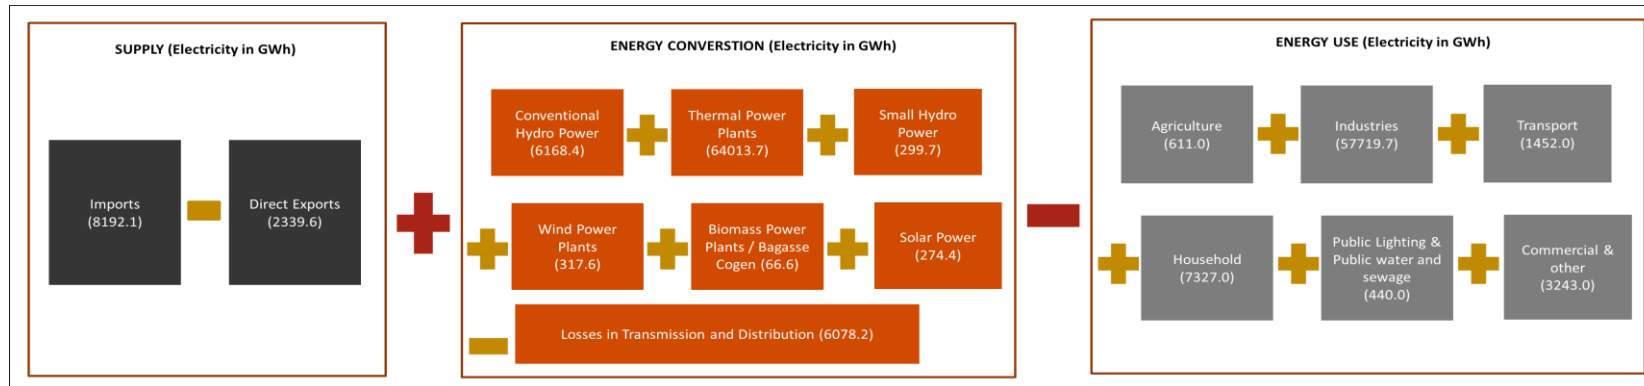 SUPPLY (Electricity in GWh)
Imports
(8192.1)
Direct Exports
(2339.6)
ENERGY CONVERSTION (Electricity in GWh)
Conventional
Hydro Power
(6168.4)
Thermal Power
Plants
(64013.7)
Small Hydro
Power
(299.7)
Wind Power
Plants
(317.6)
Biomass Power
Plants / Bagasse
Cogen (66.6)
Solar Power
(274.4)
Losses in Transmission and Distribution (6078.2)
ENERGY USE (Electricity in GWh)
Agriculture
(611.0)
Industries
(57719.7)
Transport
(1452.0)
Household
(7327.0)
Public Lighting &
Public water and
sewage
(440.0)
Commercial &
other
(3243.0)